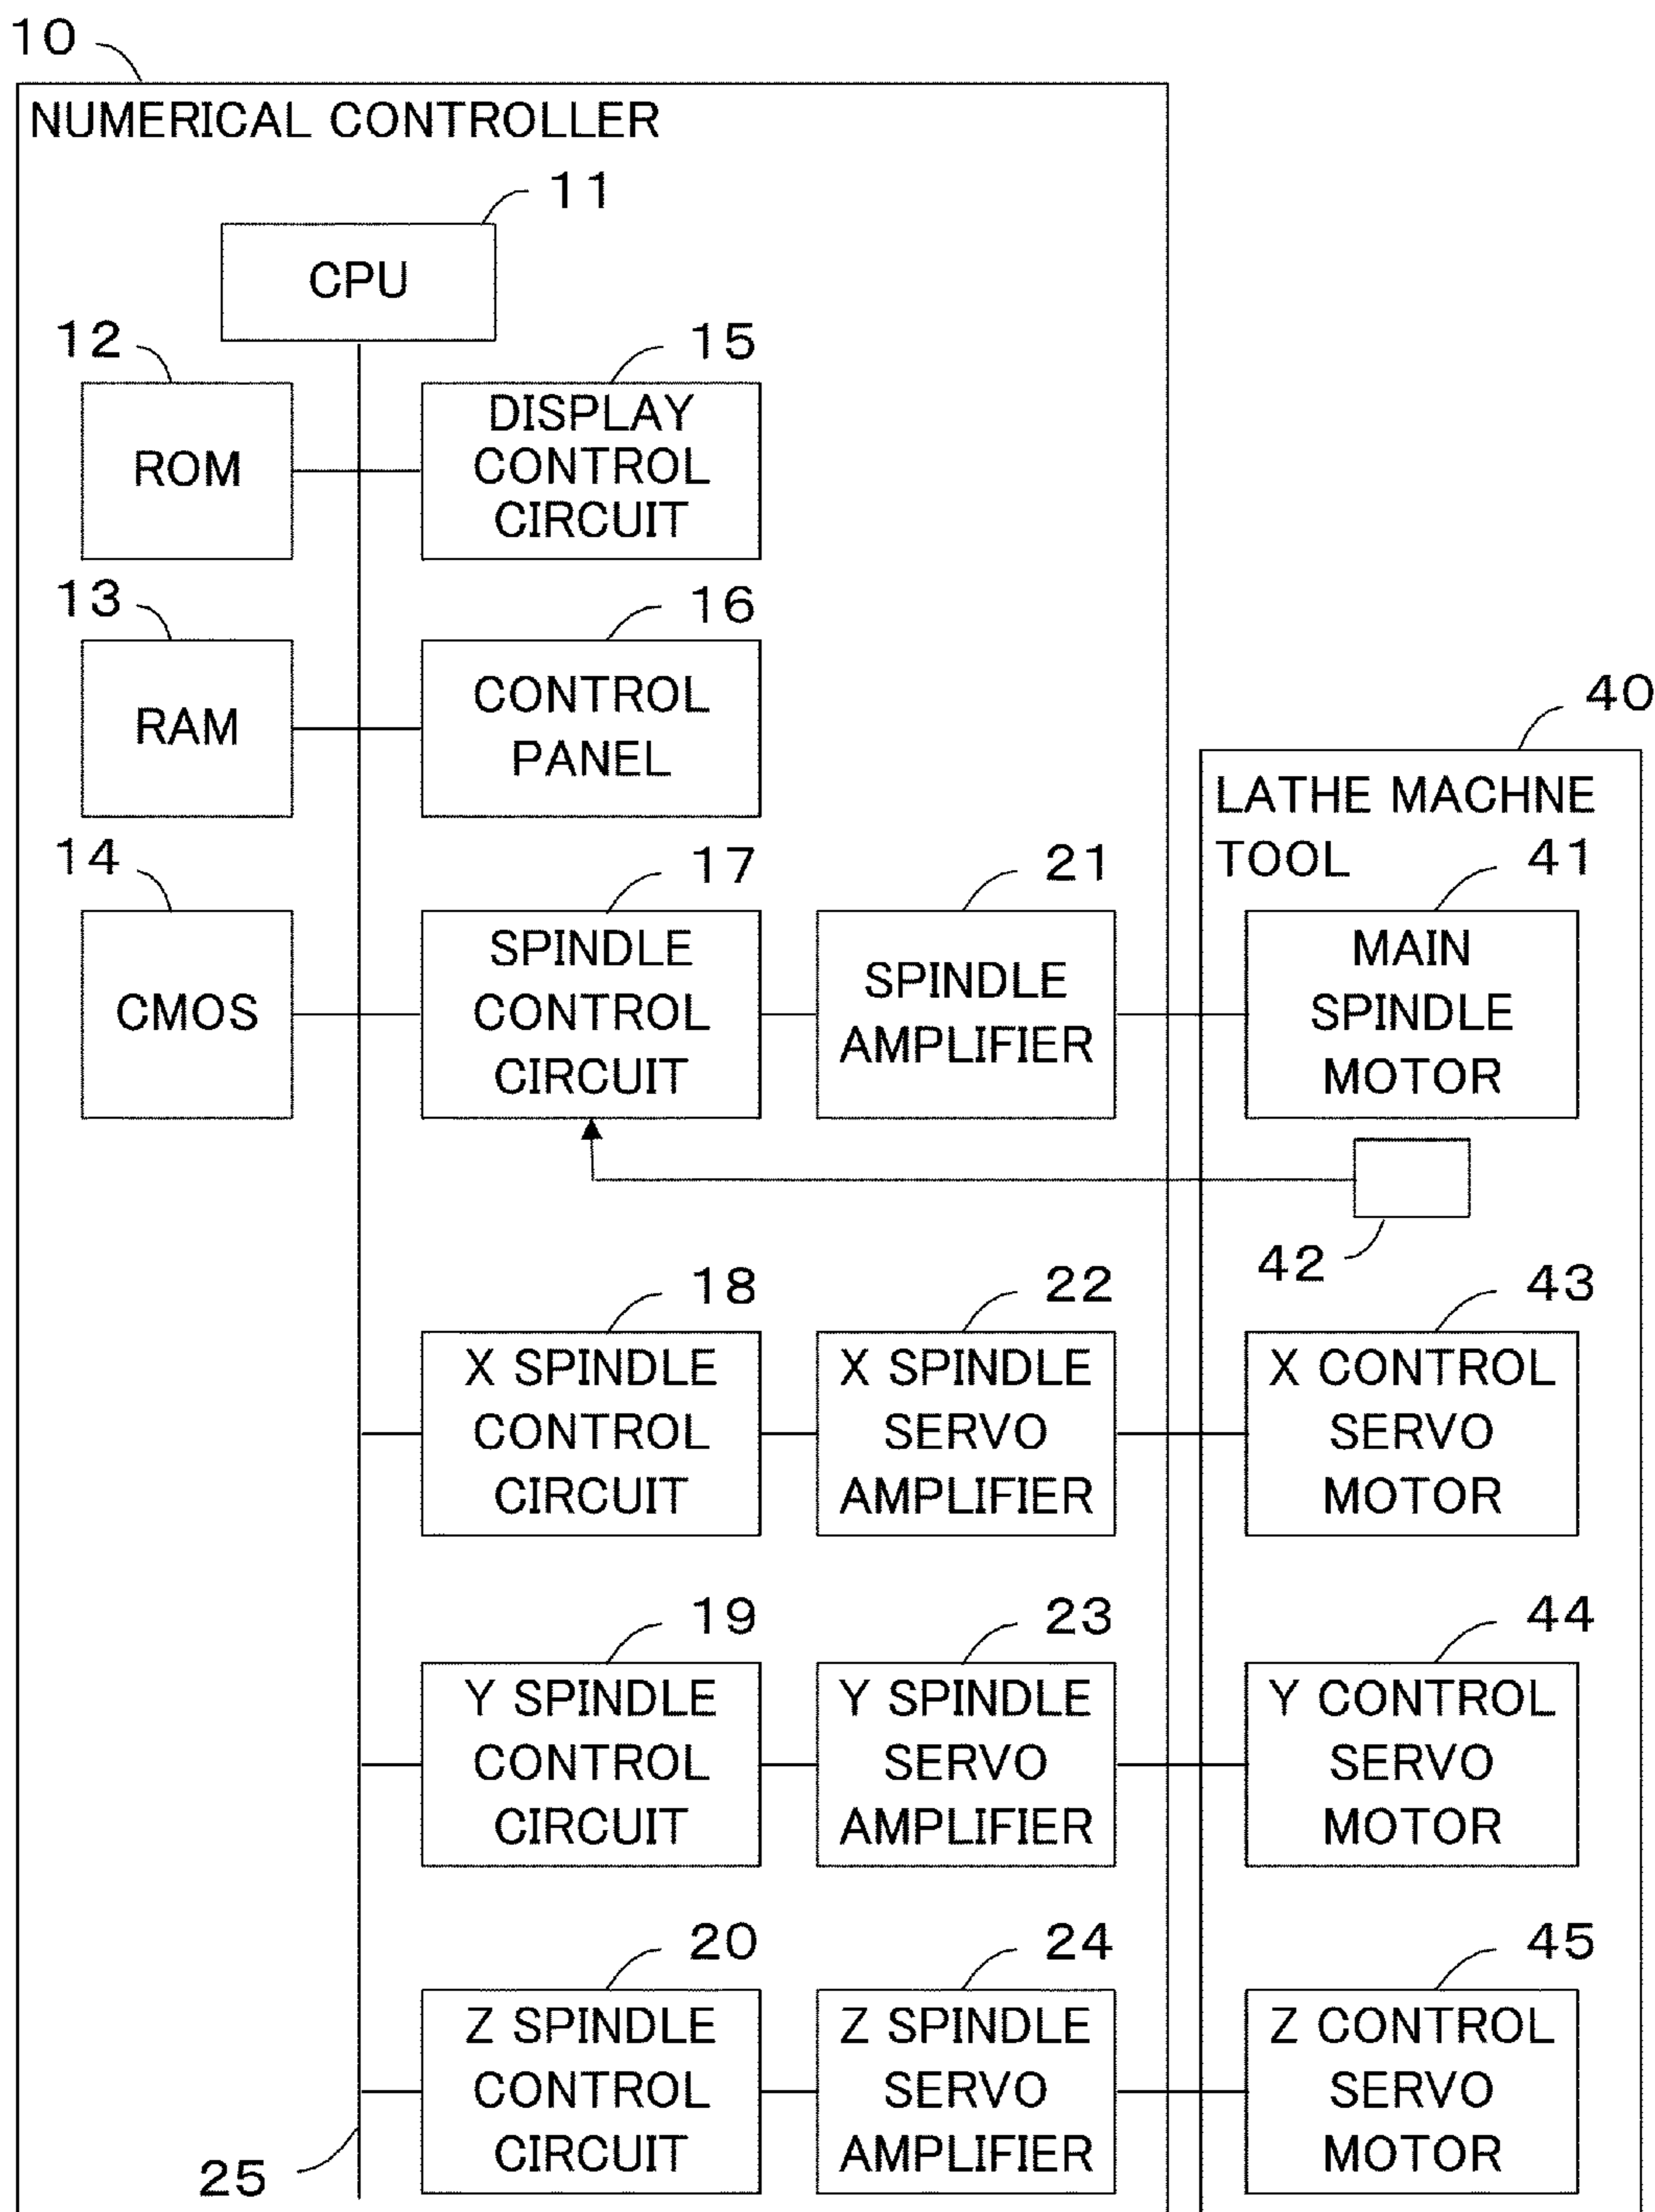 10
NUMERICAL CONTROLLER
11
CPU
12
ROM
15
DISPLAY
CONTROL
CIRCUIT
13
RAM
16
CONTROL
PANEL
40
LATHE MACHNE
TOOL
14
CMOS
17
SPINDLE
CONTROL
CIRCUIT
21
SPINDLE
AMPLIFIER
41
MAIN
SPINDLE
MOTOR
42
18
X SPINDLE
CONTROL
CIRCUIT
22
X SPINDLE
SERVO
AMPLIFIER
43
X CONTROL
SERVO
MOTOR
19
Y SPINDLE
CONTROL
CIRCUIT
23
Y SPINDLE
SERVO
AMPLIFIER
44
Y CONTROL
SERVO
MOTOR
20
Z SPINDLE
CONTROL
CIRCUIT
24
Z SPINDLE
SERVO
AMPLIFIER
45
Z CONTROL
SERVO
MOTOR
25